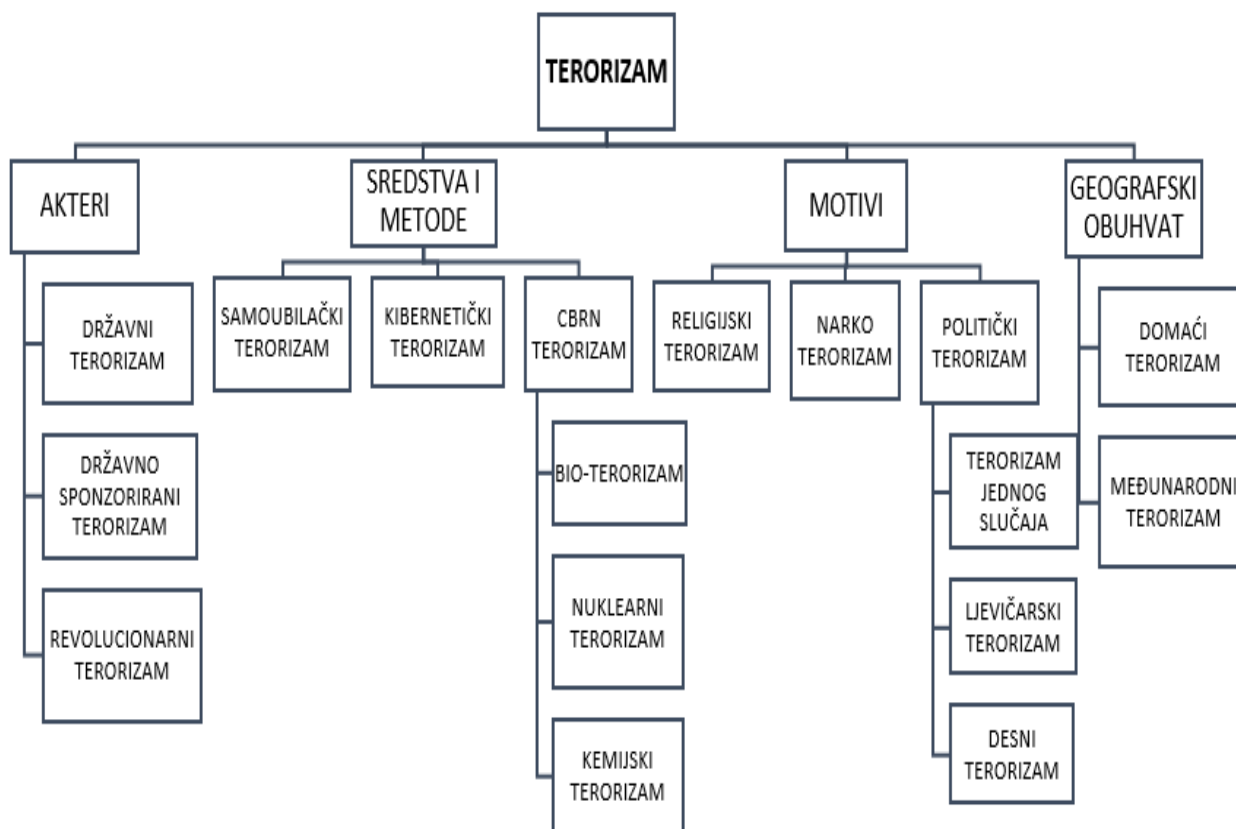 TERORIZAM
AKTERI
SREDSTVA I
METODE
MOTIVI
GEOGRAFSKI
OBUHVAT
DRŽAVNI
TERORIZAM
DRŽAVNO
SPONZORIRANI
TERORIZAM
REVOLUCIONARNI
TERORIZAM
SAMOUBILAČKI
TERORIZAM
KIBERNETIČKI
TERORIZAM
CBRN
TERORIZAM
BIO-TERORIZAM
NUKLEARNI
TERORIZAM
KEMIJSKI
TERORIZAM
RELIGIJSKI
TERORIZAM
NARKO
TERORIZAM
POLITIČKI
TERORIZAM
TERORIZAM
JEDNOG
SLUČAJA
LJEVIČARSKI
TERORIZAM
DESNI
TERORIZAM
DOMAĆI
TERORIZAM
MEĐUNARODNI
TERORIZAM